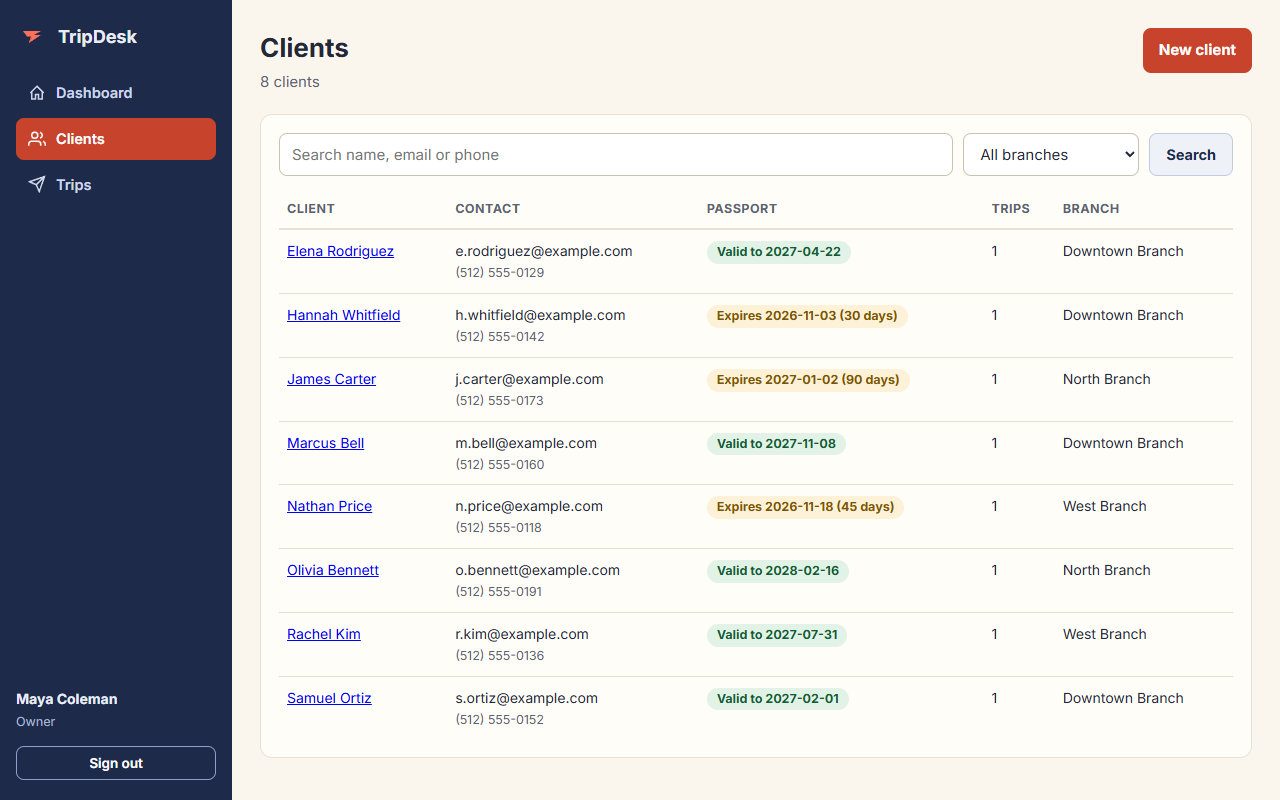 TripDesk
Dashboard
Clients
Trips
Maya Coleman
Owner
Sign out
Clients
8 clients
New client
Search name, email or phone
All branches
Search
CLIENT CONTACT PASSPORT TRIPS BRANCH
Elena Rodriguez e.rodriguez@example.com Valid to 2027-04-22 1 Downtown Branch
(512) 555-0129
Hannah Whitfield h.whitfield@example.com Expires 2026-11-03 (30 days) 1 Downtown Branch
(512) 555-0142
James Carter j.carter@example.com Expires 2027-01-02 (90 days) 1 North Branch
(512) 555-0173
Marcus Bell m.bell@example.com Valid to 2027-11-08 1 Downtown Branch
(512) 555-0160
Nathan Price n.price@example.com Expires 2026-11-18 (45 days) 1 West Branch
(512) 555-0118
Olivia Bennett o.bennett@example.com Valid to 2028-02-16 1 North Branch
(512) 555-0191
Rachel Kim r.kim@example.com Valid to 2027-07-31 1 West Branch
(512) 555-0136
Samuel Ortiz s.ortiz@example.com Valid to 2027-02-01 1 Downtown Branch
(512) 555-0152